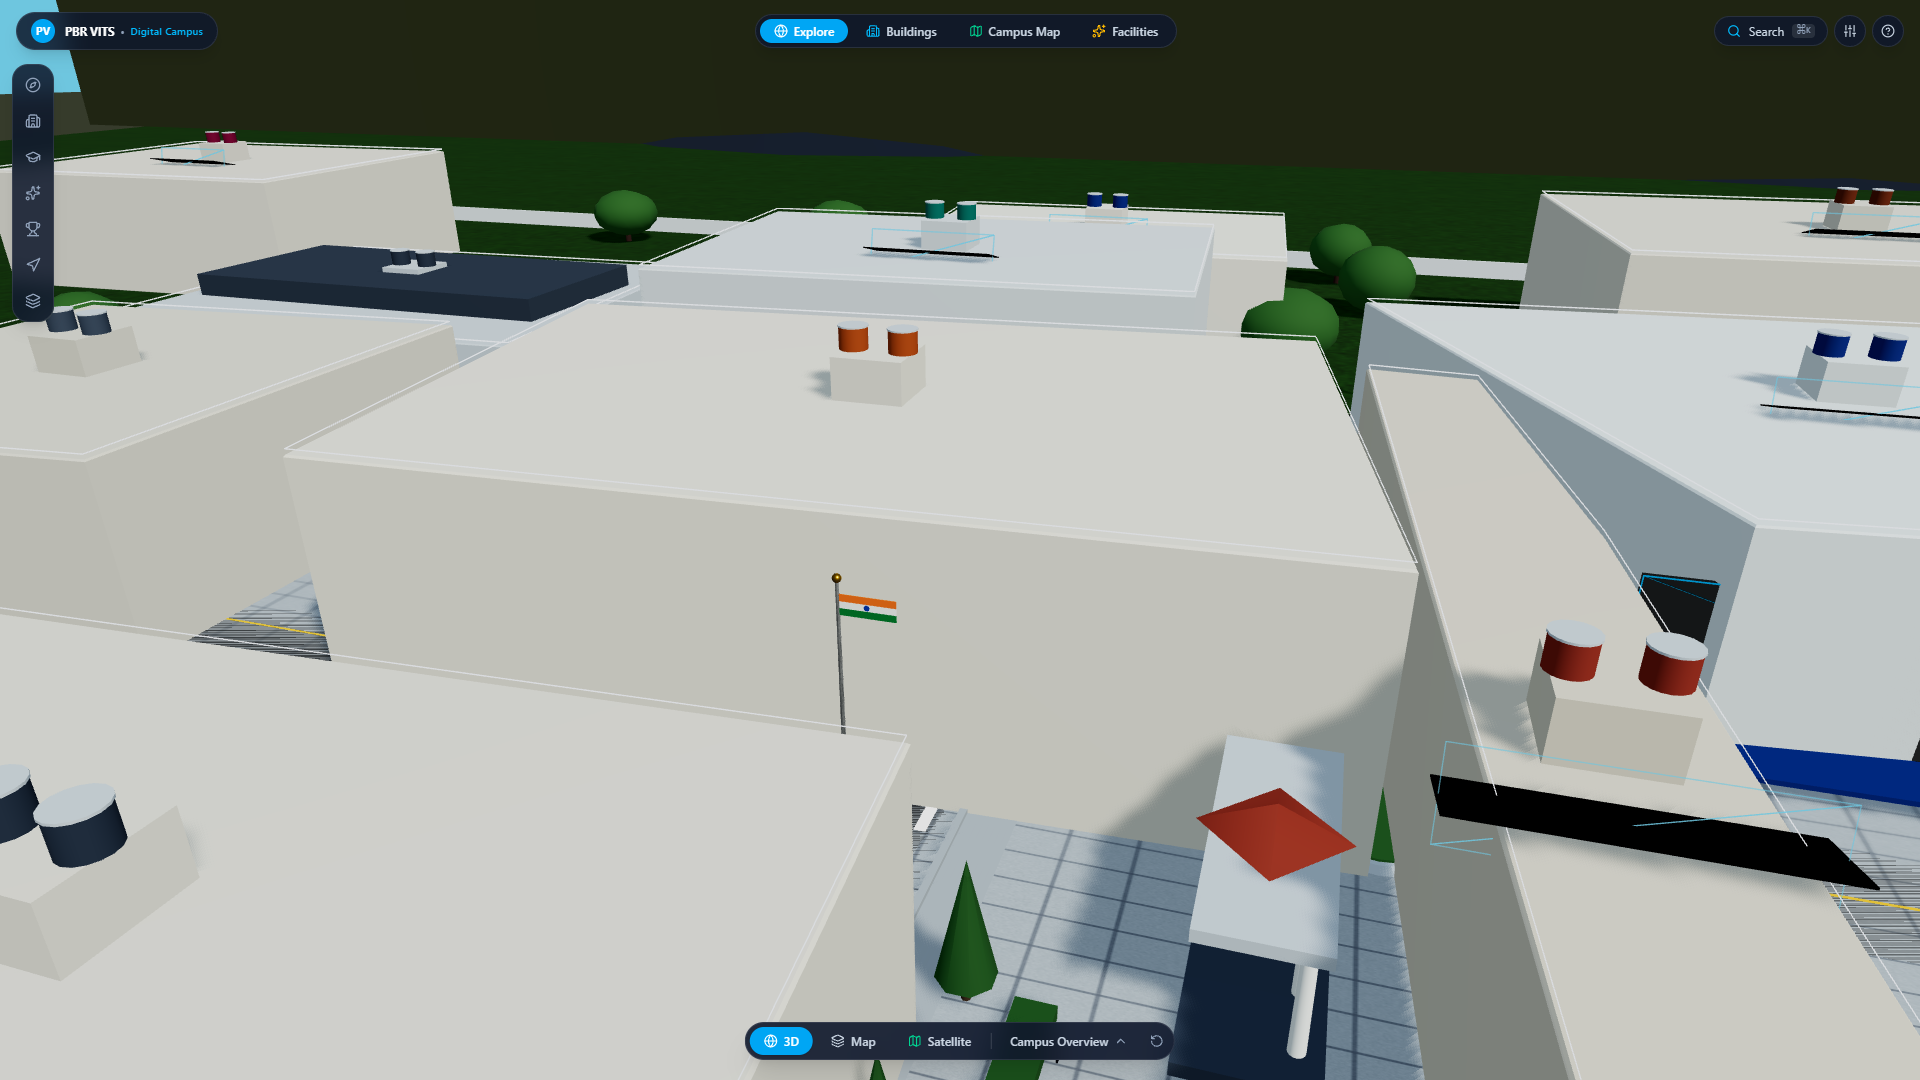 PV PBR VITS • Digital Campus
Explore Buildings Campus Map Facilities
Search ⌘K
3D Map Satellite Campus Overview